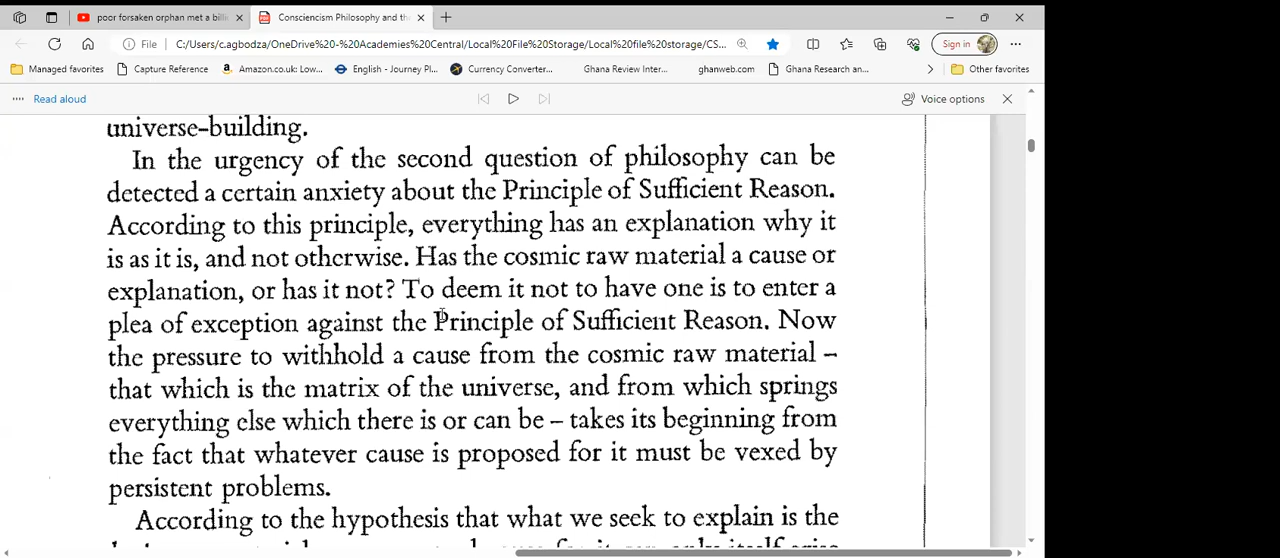 poor forsaken orphan met a billi
Consciencism Philosophy and th
File
C:/Users/c.agbodza/OneDrive%20-%20Academies%20Central/Local%20File%20Storage/Local%20file%20storage/CS...
Sign in
Managed favorites
Capture Reference
Amazon.co.uk: Low...
English - Journey Pl...
Currency Converter...
Ghana Review Inter...
ghanweb.com
Ghana Research an...
Other favorites
Read aloud
Voice options
universe-building.
In the urgency of the second question of philosophy can be
detected a certain anxiety about the Principle of Sufficient Reason.
According to this principle, everything has an explanation why it
is as it is, and not otherwise. Has the cosmic raw material a cause or
explanation, or has it not? To deem it not to have one is to enter a
plea of exception against the Principle of Sufficient Reason. Now
the pressure to withhold a cause from the cosmic raw material –
that which is the matrix of the universe, and from which springs
everything else which there is or can be – takes its beginning from
the fact that whatever cause is proposed for it must be vexed by
persistent problems.
According to the hypothesis that what we seek to explain is the